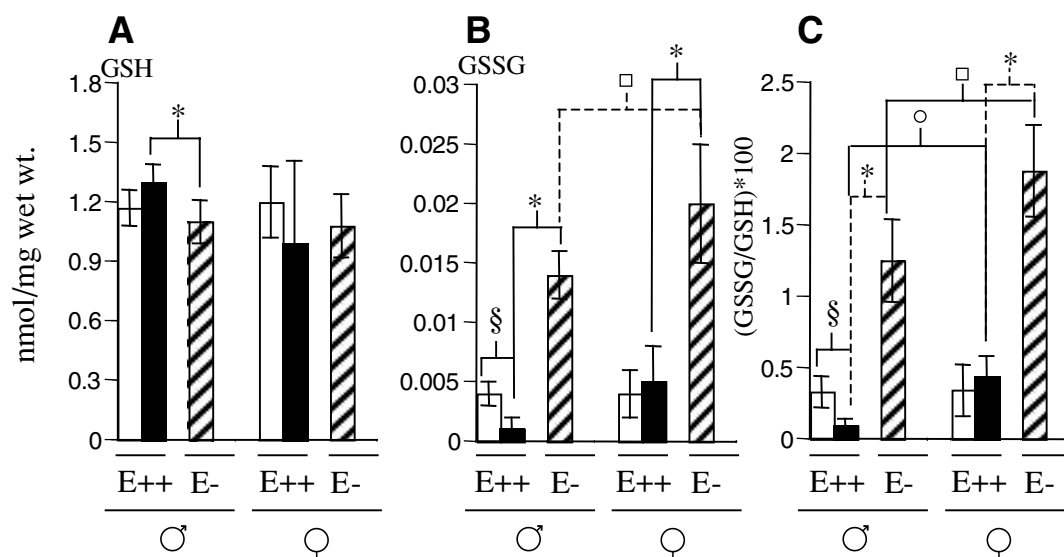 A
GSH
nmol/mg wet wt.
1.8
1.5
1.2
0.9
0.6
0.3
0
*
E++ E- E++ E-
♂ ♀
B
GSSG
0.03
0.025
0.02
0.015
0.01
0.005
0
§ * □ *
E++ E- E++ E-
♂ ♀
C
(GSSG/GSH)*100
2.5
2
1.5
1
0.5
0
§ * ○ □ *
E++ E- E++ E-
♂ ♀